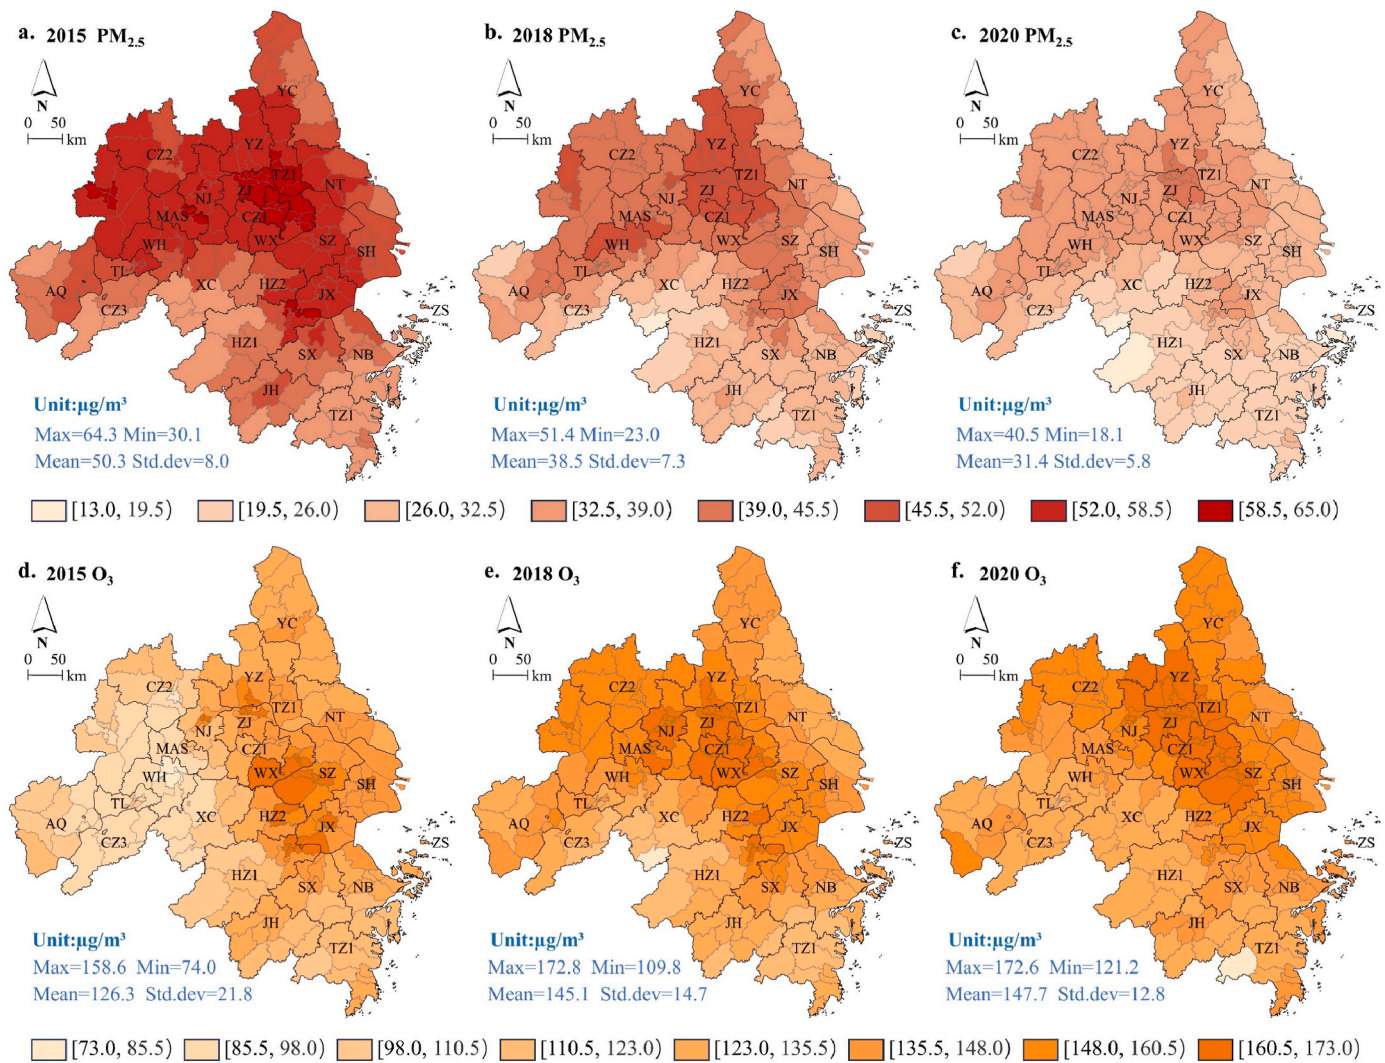 a. 2015 PM2.5
N
0 50
km
YC
CZ2
YZ
TZ1
NT
NJ
ZJ
MAS
CZ1
WH
WX
SZ
SH
TL
XC
HZ2
JX
AQ
CZ3
ZS
HZ1
SX
NB
JH
TZ1
Unit:μg/m³
Max=64.3 Min=30.1
Mean=50.3 Std.dev=8.0
b. 2018 PM2.5
N
0 50
km
YC
CZ2
YZ
TZ1
NT
NJ
ZJ
MAS
CZ1
WH
WX
SZ
SH
TL
XC
HZ2
JX
AQ
CZ3
ZS
HZ1
SX
NB
JH
TZ1
Unit:μg/m³
Max=51.4 Min=23.0
Mean=38.5 Std.dev=7.3
c. 2020 PM2.5
N
0 50
km
YC
CZ2
YZ
TZ1
NT
NJ
ZJ
MAS
CZ1
WH
WX
SZ
SH
TL
XC
HZ2
JX
AQ
CZ3
ZS
HZ1
SX
NB
JH
TZ1
Unit:μg/m³
Max=40.5 Min=18.1
Mean=31.4 Std.dev=5.8
[13.0, 19.5) [19.5, 26.0) [26.0, 32.5) [32.5, 39.0) [39.0, 45.5) [45.5, 52.0) [52.0, 58.5) [58.5, 65.0)
d. 2015 O3
N
0 50
km
YC
CZ2
YZ
TZ1
NT
NJ
ZJ
MAS
CZ1
WH
WX
SZ
SH
TL
XC
HZ2
JX
AQ
CZ3
ZS
HZ1
SX
NB
JH
TZ1
Unit:μg/m³
Max=158.6 Min=74.0
Mean=126.3 Std.dev=21.8
e. 2018 O3
N
0 50
km
YC
CZ2
YZ
TZ1
NT
NJ
ZJ
MAS
CZ1
WH
WX
SZ
SH
TL
XC
HZ2
JX
AQ
CZ3
ZS
HZ1
SX
NB
JH
TZ1
Unit:μg/m³
Max=172.8 Min=109.8
Mean=145.1 Std.dev=14.7
f. 2020 O3
N
0 50
km
YC
CZ2
YZ
TZ1
NT
NJ
ZJ
MAS
CZ1
WH
WX
SZ
SH
TL
XC
HZ2
JX
AQ
CZ3
ZS
HZ1
SX
NB
JH
TZ1
Unit:μg/m³
Max=172.6 Min=121.2
Mean=147.7 Std.dev=12.8
[73.0, 85.5) [85.5, 98.0) [98.0, 110.5) [110.5, 123.0) [123.0, 135.5) [135.5, 148.0) [148.0, 160.5) [160.5, 173.0)